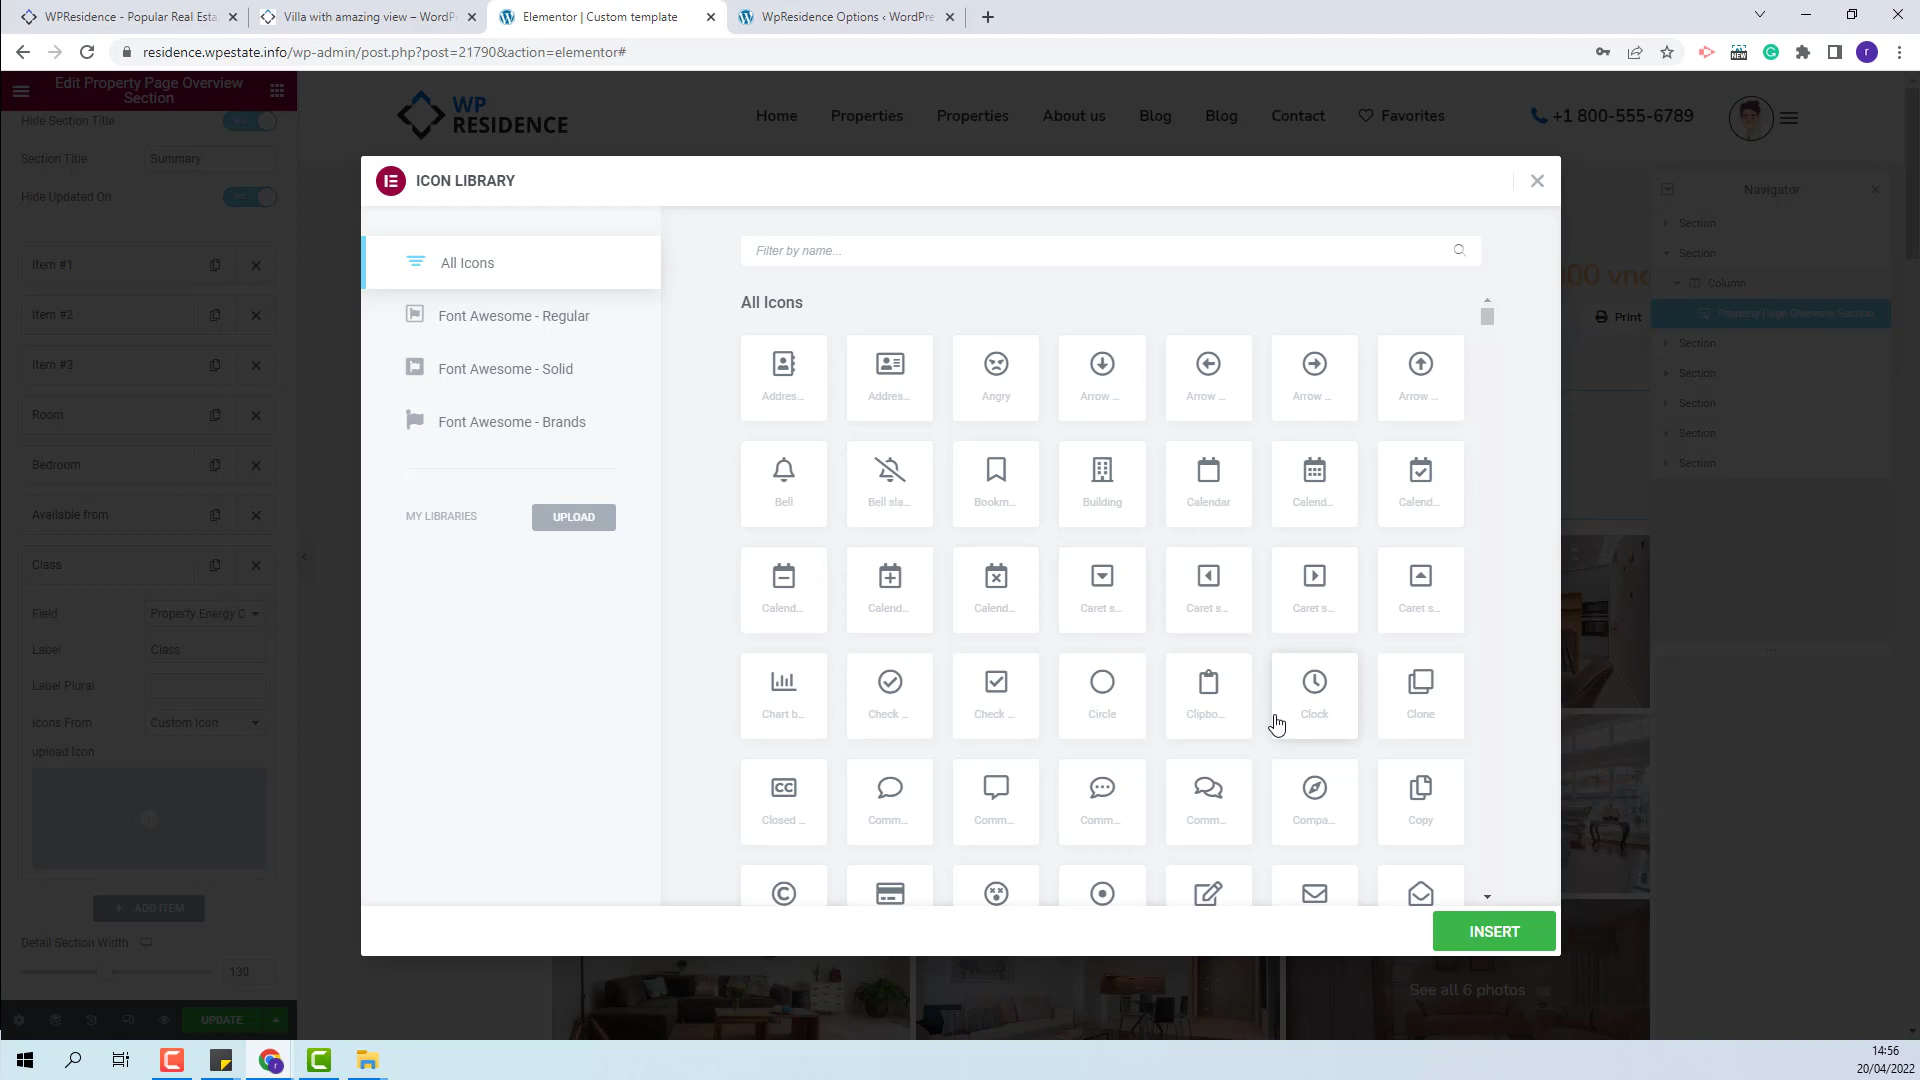 WPResidence - Popular Real Esta
Villa with amazing view – WordP
Elementor | Custom template
WpResidence Options ‹ WordPre
residence.wpestate.info/wp-admin/post.php?post=21790&action=elementor#
Edit Property Page Overview
Section
Hide Section Title
Section Title
Summary
Hide Updated On
Item #1
Item #2
Item #3
Room
Bedroom
Available from
Class
Field
Property Energy C
Label
Class
Label Plural
Icons From
Custom Icon
upload Icon
+ ADD ITEM
Detail Section Width
130
UPDATE
WP
RESIDENCE
Home
Properties
Properties
About us
Blog
Blog
Contact
Favorites
+1 800-555-6789
ICON LIBRARY
All Icons
Font Awesome - Regular
Font Awesome - Solid
Font Awesome - Brands
MY LIBRARIES
UPLOAD
Filter by name...
All Icons
Addres...
Addres...
Angry
Arrow ...
Arrow ...
Arrow ...
Arrow ...
Bell
Bell sla...
Bookm...
Building
Calendar
Calend...
Calend...
Calend...
Calend...
Calend...
Caret s...
Caret s...
Caret s...
Caret s...
Chart b...
Check ...
Check ...
Circle
Clipbo...
Clock
Clone
CC
Closed ...
Comm...
Comm...
Comm...
Comm...
Compa...
Copy
INSERT
Navigator
Section
Section
Column
Property Page Overview Section
Section
Section
Section
Section
Section
Print
See all 6 photos
14:56
20/04/2022